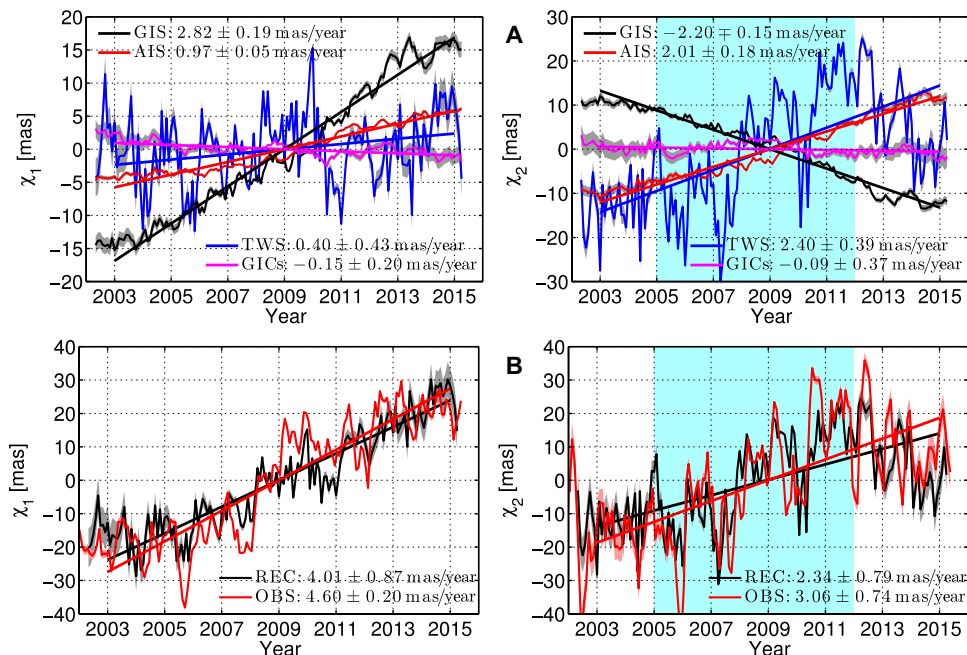 GIS: 2.82 ± 0.19 mas/year
AIS: 0.97 ± 0.05 mas/year
20
15
10
5
0
−5
−10
−15
−20
χ1 [mas]
TWS: 0.40 ± 0.43 mas/year
GICs: −0.15 ± 0.20 mas/year
2003 2005 2007 2009 2011 2013 2015
Year
A
GIS: −2.20 ∓ 0.15 mas/year
AIS: 2.01 ± 0.18 mas/year
30
20
10
0
−10
−20
−30
χ2 [mas]
TWS: 2.40 ± 0.39 mas/year
GICs: −0.09 ± 0.37 mas/year
2003 2005 2007 2009 2011 2013 2015
Year
40
30
20
10
0
−10
−20
−30
−40
χ1 [mas]
REC: 4.01 ± 0.87 mas/year
OBS: 4.60 ± 0.20 mas/year
2003 2005 2007 2009 2011 2013 2015
Year
B
40
30
20
10
0
−10
−20
−30
−40
χ2 [mas]
REC: 2.34 ± 0.79 mas/year
OBS: 3.06 ± 0.74 mas/year
2003 2005 2007 2009 2011 2013 2015
Year